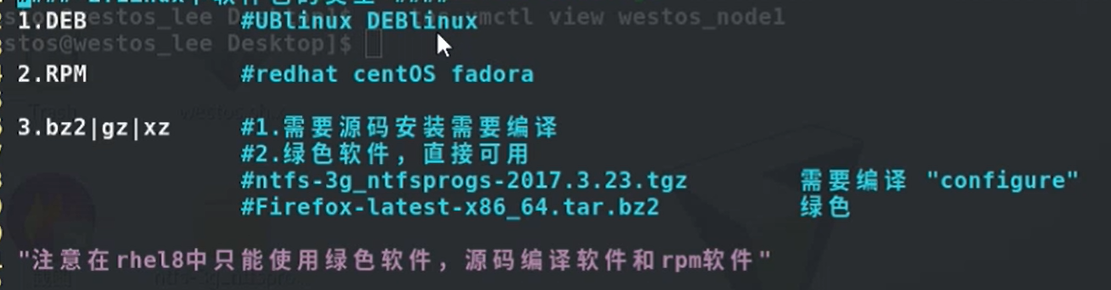 1.DEB #UBlinux DEBlinux
2.RPM #redhat centOS fadora
3.bz2|gz|xz #1.需要源码安装需要编译
#2.绿色软件，直接可用
#ntfs-3g_ntfsprogs-2017.3.23.tgz 需要编译 "configure"
#Firefox-latest-x86_64.tar.bz2 绿色
"注意在rhel8中只能使用绿色软件，源码编译软件和rpm软件"